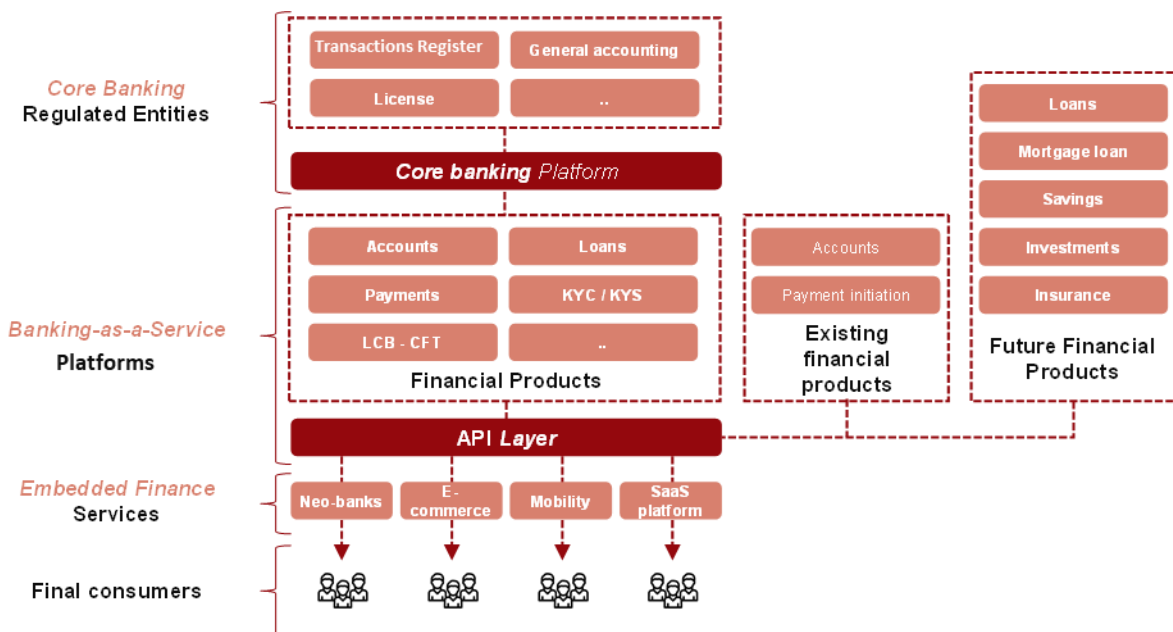 Core Banking
Regulated Entities
Transactions Register
General accounting
License
..
Core banking Platform
Banking-as-a-Service
Platforms
Accounts
Loans
Payments
KYC / KYS
LCB - CFT
..
Financial Products
Accounts
Payment initiation
Existing
financial
products
Loans
Mortgage loan
Savings
Investments
Insurance
Future Financial
Products
API Layer
Embedded Finance
Services
Neo-banks
E-
commerce
Mobility
SaaS
platform
Final consumers